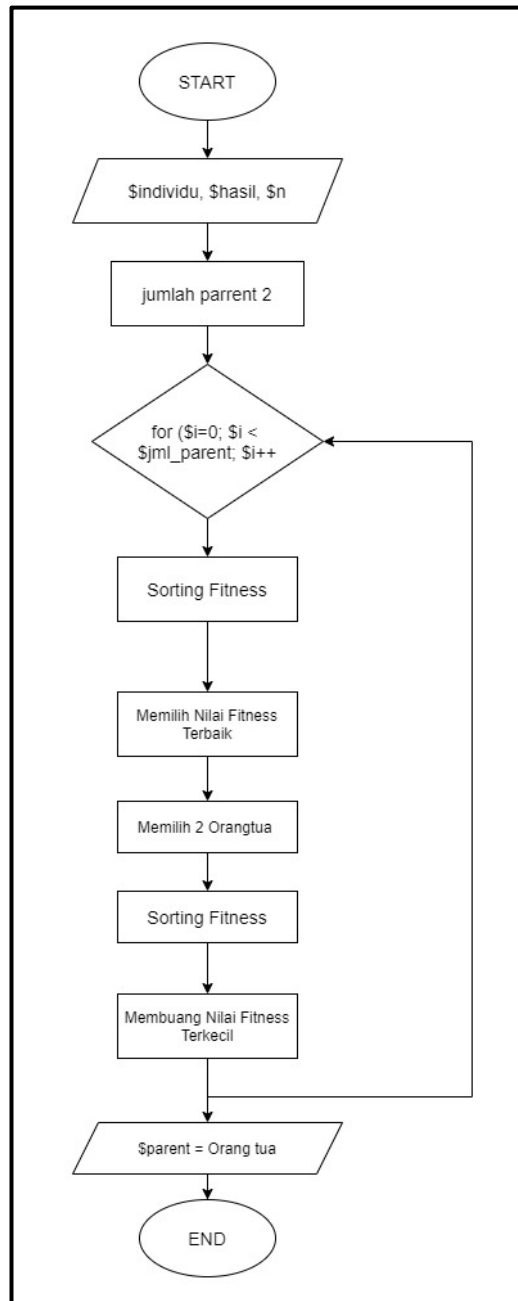 START
$individu, $hasil, $n
jumlah parrent 2
for ($i=0; $i <
$jml_parent; $i++
Sorting Fitness
Memilih Nilai Fitness
Terbaik
Memilih 2 Orangtua
Sorting Fitness
Membuang Nilai Fitness
Terkecil
$parent = Orang tua
END